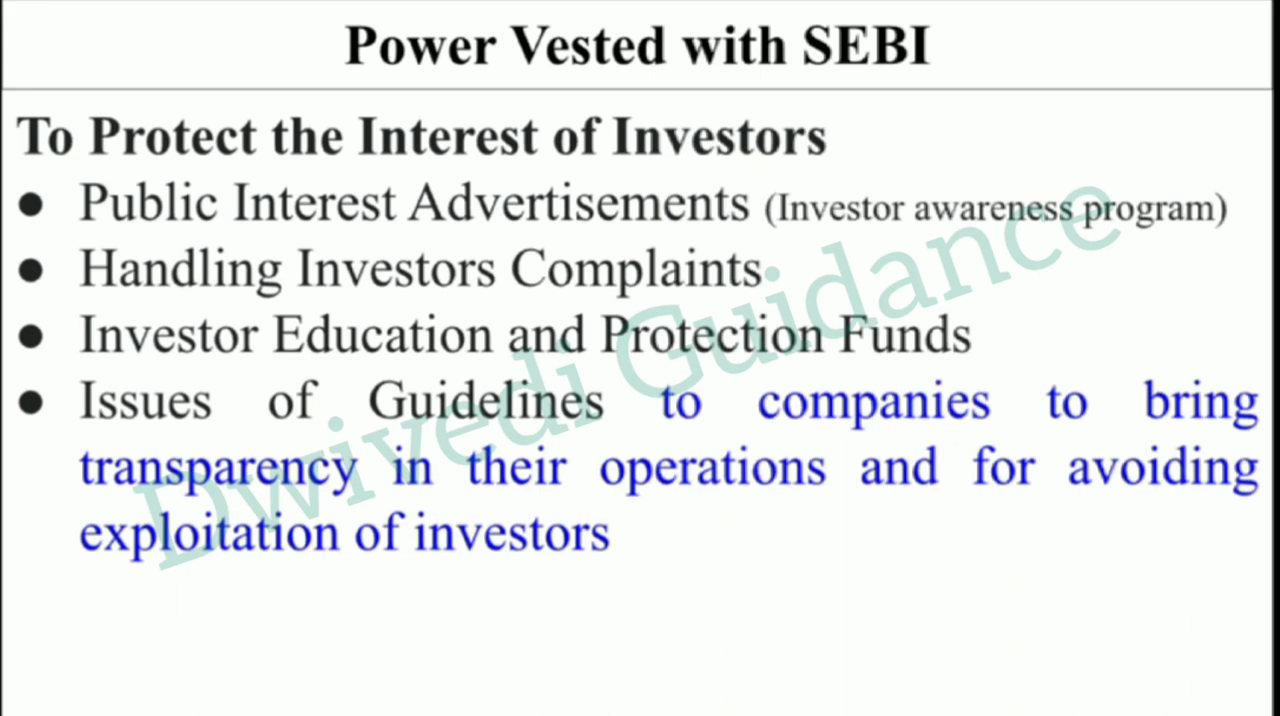 Power Vested with SEBI
To Protect the Interest of Investors
● Public Interest Advertisements (Investor awareness program)
● Handling Investors Complaints
● Investor Education and Protection Funds
● Issues of Guidelines to companies to bring
transparency in their operations and for avoiding
exploitation of investors
Dwivedi Guidance